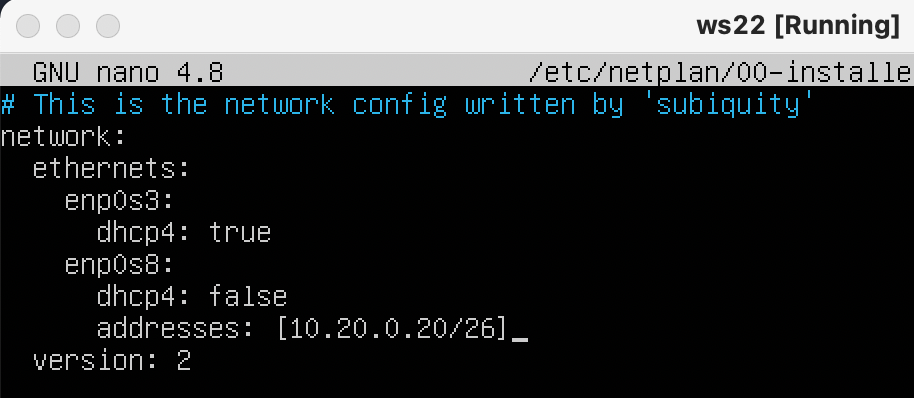 ws22 [Running]
GNU nano 4.8 /etc/netplan/00-installe
# This is the network config written by 'subiquity'
network:
  ethernets:
    enp0s3:
      dhcp4: true
    enp0s8:
      dhcp4: false
      addresses: [10.20.0.20/26]_
  version: 2